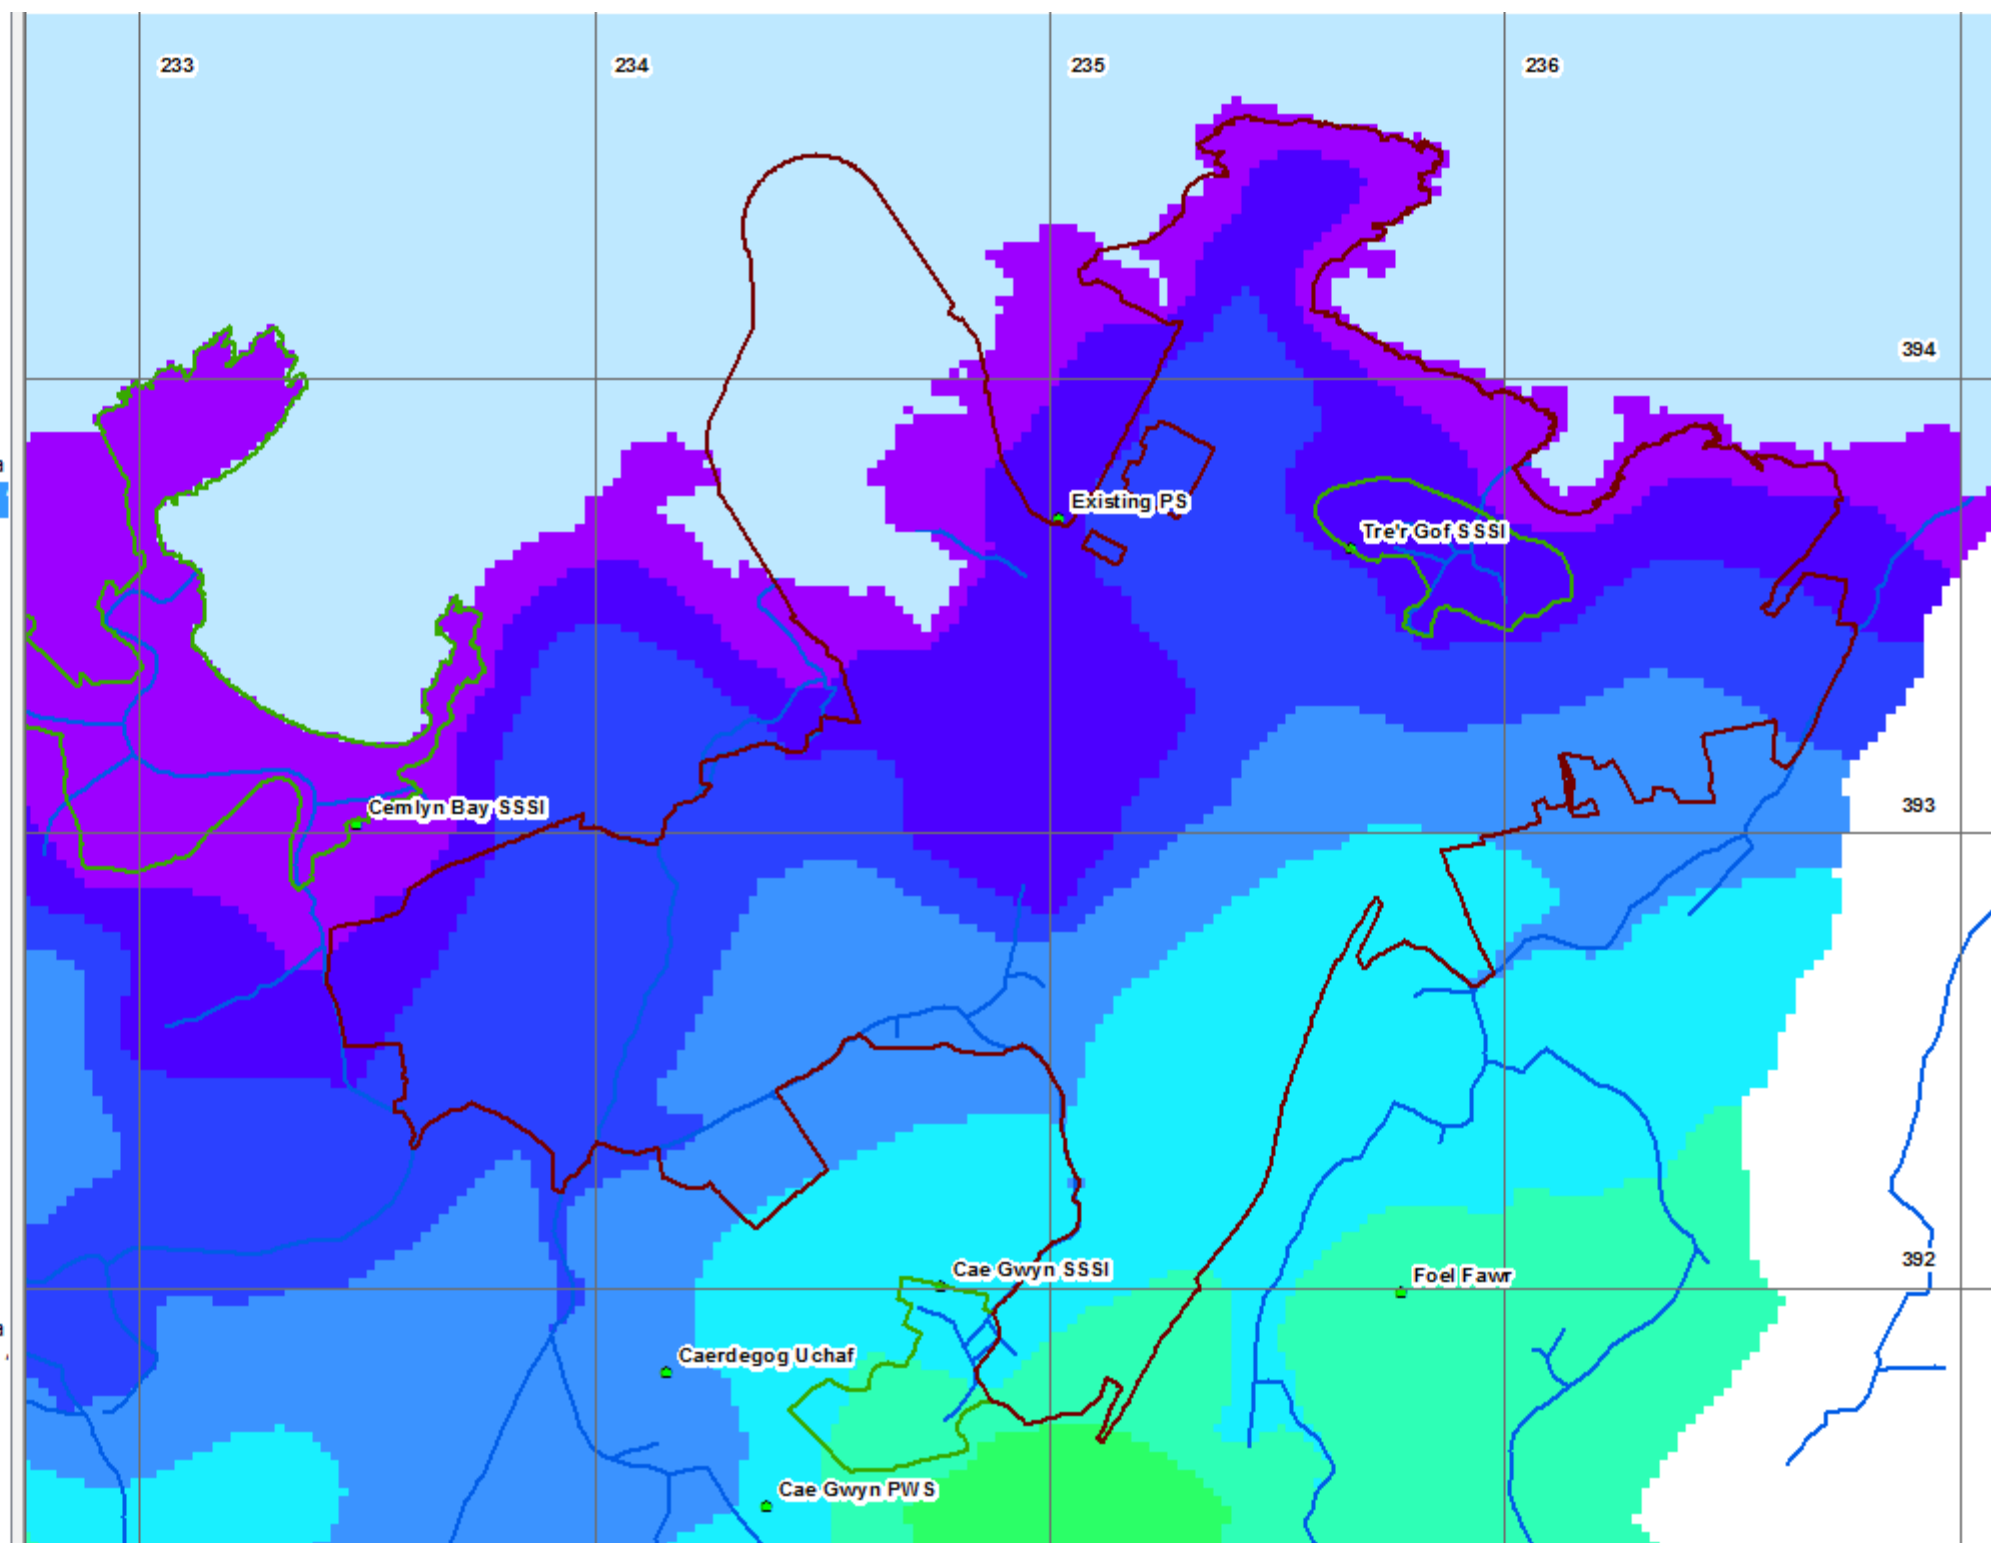 233
234
235
236
394
Existing PS
Tre'r Gof SSSI
393
Cemlyn Bay SSSI
392
Cae Gwyn SSSI
Foel Fawr
Caerdegog Uchaf
Cae Gwyn PWS